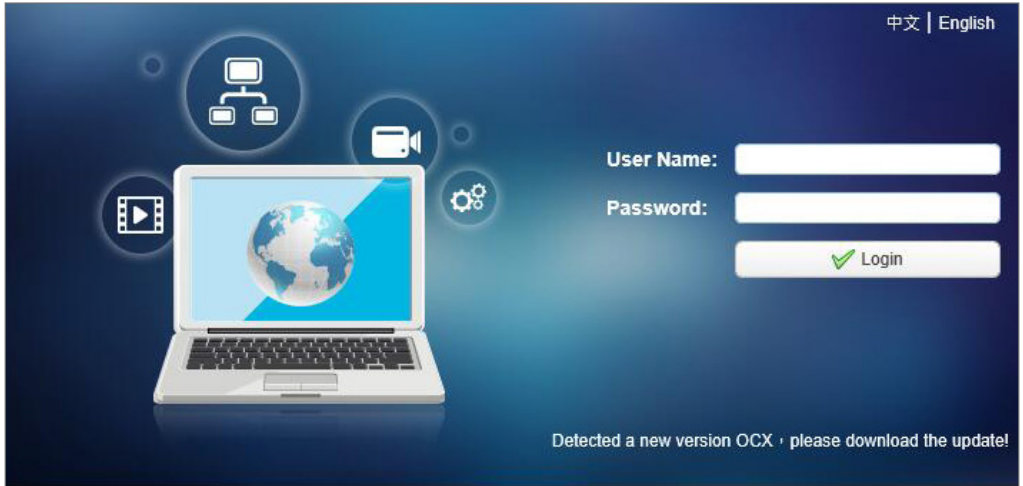 中文 | English
User Name:
Password:
Login
Detected a new version OCX，please download the update!